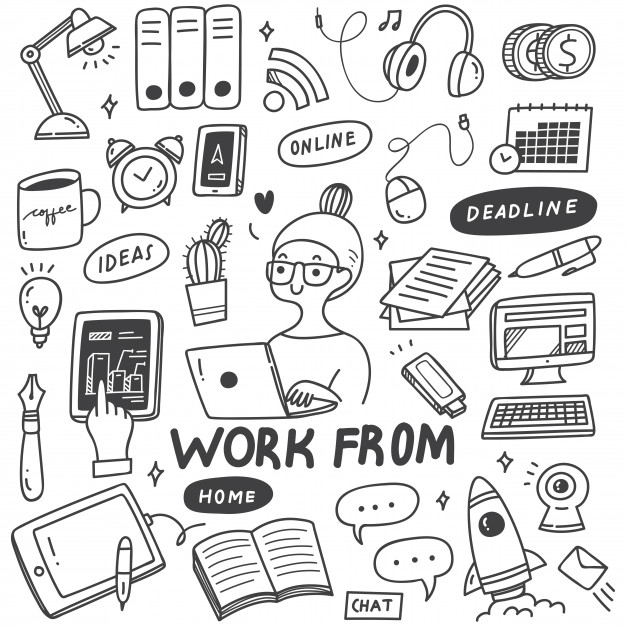 ONLINE
coffee
DEADLINE
IDEAS
WORK FROM
HOME
CHAT